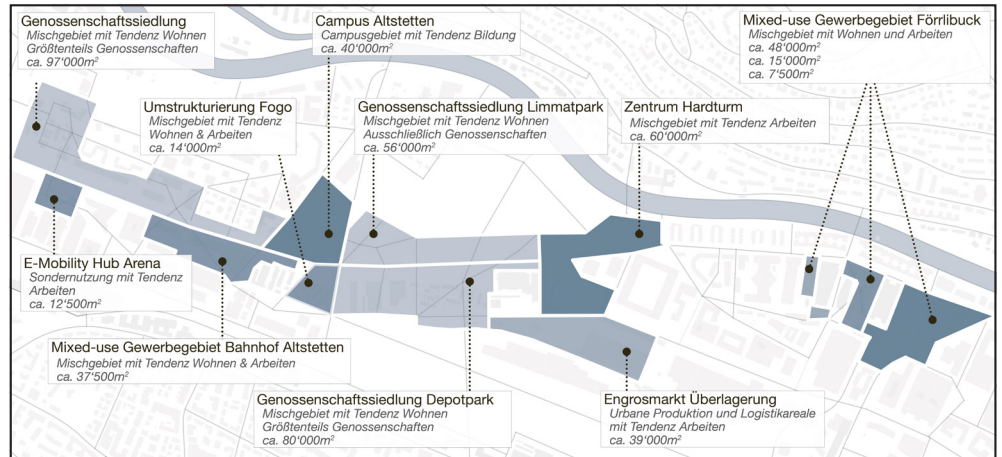 Genossenschaftssiedlung
Mischgebiet mit Tendenz Wohnen
Größtenteils Genossenschaften
ca. 97‘000m²
Campus Altstetten
Campusgebiet mit Tendenz Bildung
ca. 40‘000m²
Mixed-use Gewerbegebiet Förrlibuck
Mischgebiet mit Wohnen und Arbeiten
ca. 48‘000m²
ca. 15‘000m²
ca. 7‘500m²
Umstrukturierung Fogo
Mischgebiet mit Tendenz
Wohnen & Arbeiten
ca. 14‘000m²
Genossenschaftssiedlung Limmatpark
Mischgebiet mit Tendenz Wohnen
Ausschließlich Genossenschaften
ca. 56‘000m²
Zentrum Hardturm
Mischgebiet mit Tendenz Arbeiten
ca. 60‘000m²
E-Mobility Hub Arena
Sondernutzung mit Tendenz
Arbeiten
ca. 12‘500m²
Mixed-use Gewerbegebiet Bahnhof Altstetten
Mischgebiet mit Tendenz Wohnen & Arbeiten
ca. 37‘500m²
Genossenschaftssiedlung Depotpark
Mischgebiet mit Tendenz Wohnen
Größtenteils Genossenschaften
ca. 80‘000m²
Engrosmarkt Überlagerung
Urbane Produktion und Logistikareale
mit Tendenz Arbeiten
ca. 39‘000m²